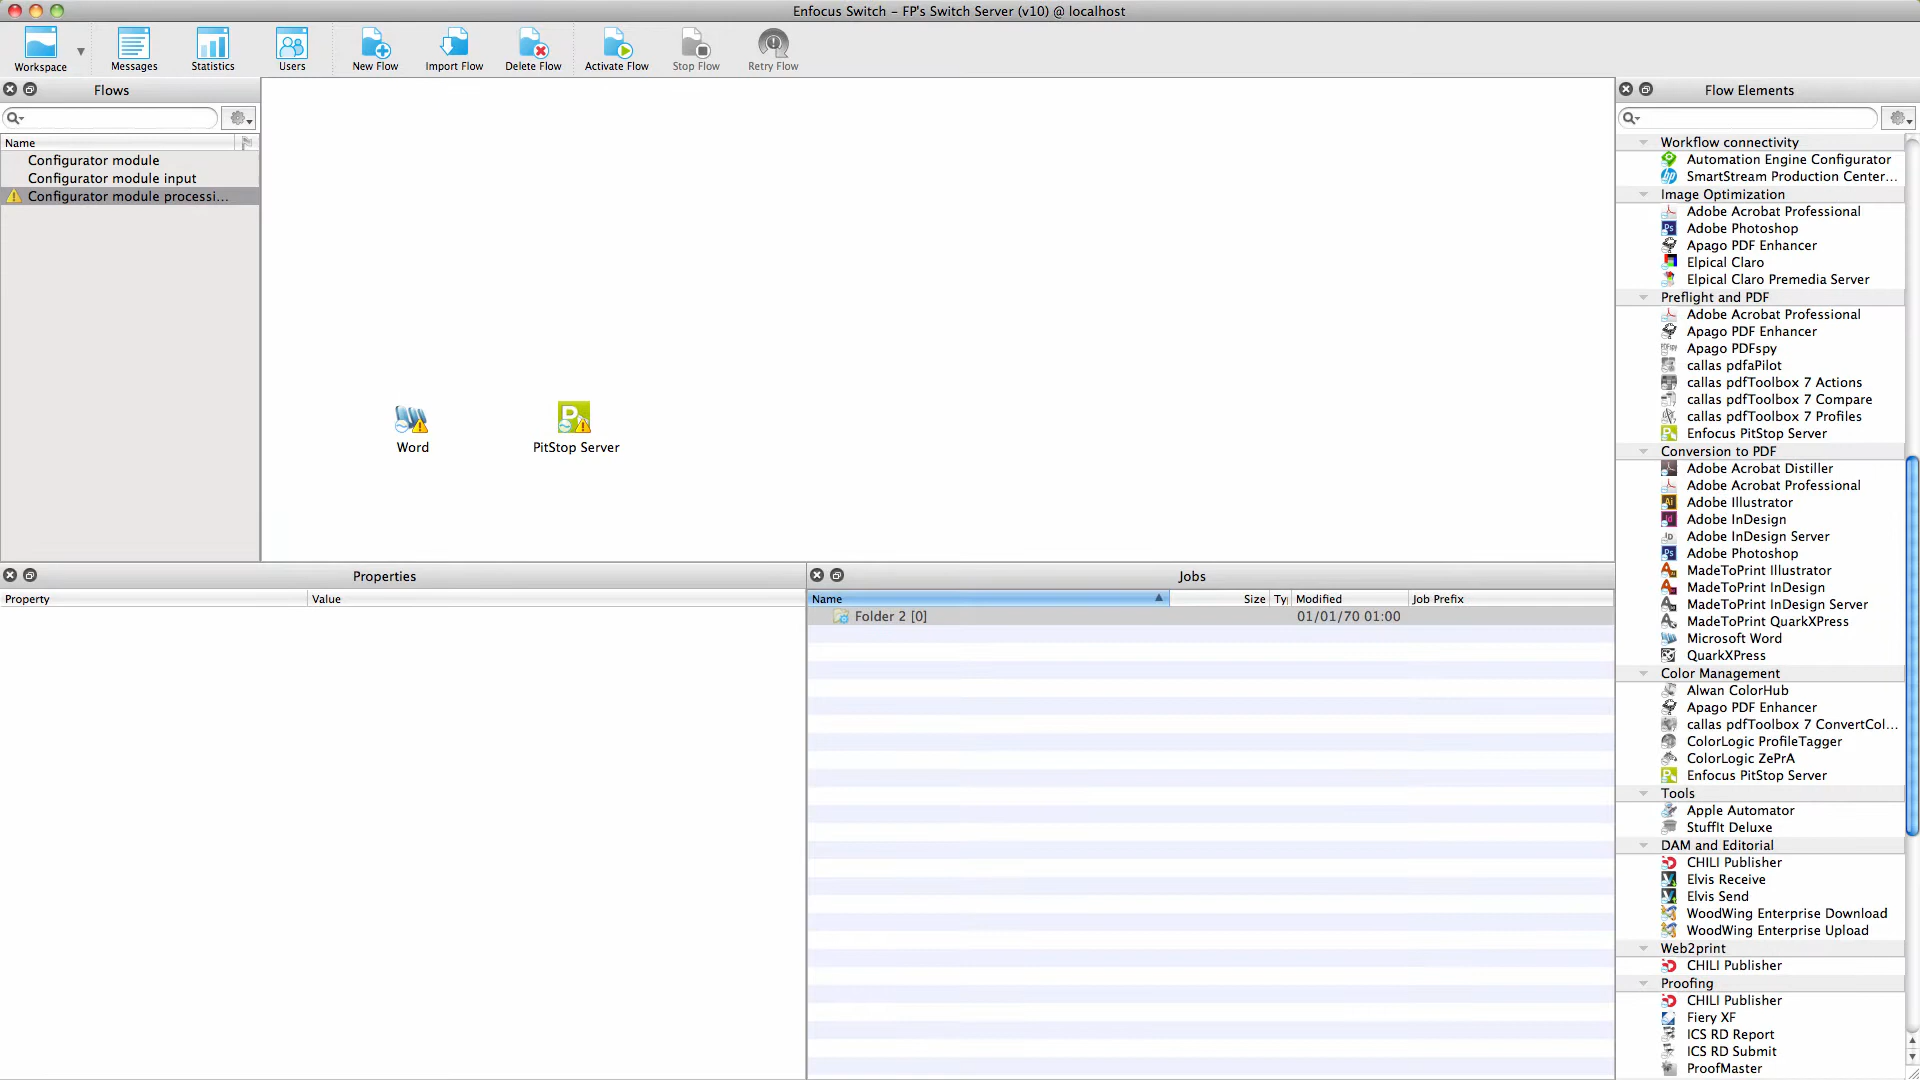 Enfocus Switch – FP's Switch Server (v10) @ localhost
Workspace
Messages
Statistics
Users
New Flow
Import Flow
Delete Flow
Activate Flow
Stop Flow
Retry Flow
Flows
Name
Configurator module
Configurator module input
Configurator module processi...
Word
PitStop Server
Properties
Property Value
Jobs
Name Size Ty Modified Job Prefix
Folder 2 [0] 01/01/70 01:00
Flow Elements
Workflow connectivity
Automation Engine Configurator
SmartStream Production Center...
Image Optimization
Adobe Acrobat Professional
Adobe Photoshop
Apago PDF Enhancer
Elpical Claro
Elpical Claro Premedia Server
Preflight and PDF
Adobe Acrobat Professional
Apago PDF Enhancer
Apago PDFspy
callas pdfaPilot
callas pdfToolbox 7 Actions
callas pdfToolbox 7 Compare
callas pdfToolbox 7 Profiles
Enfocus PitStop Server
Conversion to PDF
Adobe Acrobat Distiller
Adobe Acrobat Professional
Adobe Illustrator
Adobe InDesign
Adobe InDesign Server
Adobe Photoshop
MadeToPrint Illustrator
MadeToPrint InDesign
MadeToPrint InDesign Server
MadeToPrint QuarkXPress
Microsoft Word
QuarkXPress
Color Management
Alwan ColorHub
Apago PDF Enhancer
callas pdfToolbox 7 ConvertCol...
ColorLogic ProfileTagger
ColorLogic ZePrA
Enfocus PitStop Server
Tools
Apple Automator
StuffIt Deluxe
DAM and Editorial
CHILI Publisher
Elvis Receive
Elvis Send
WoodWing Enterprise Download
WoodWing Enterprise Upload
Web2print
CHILI Publisher
Proofing
CHILI Publisher
Fiery XF
ICS RD Report
ICS RD Submit
ProofMaster